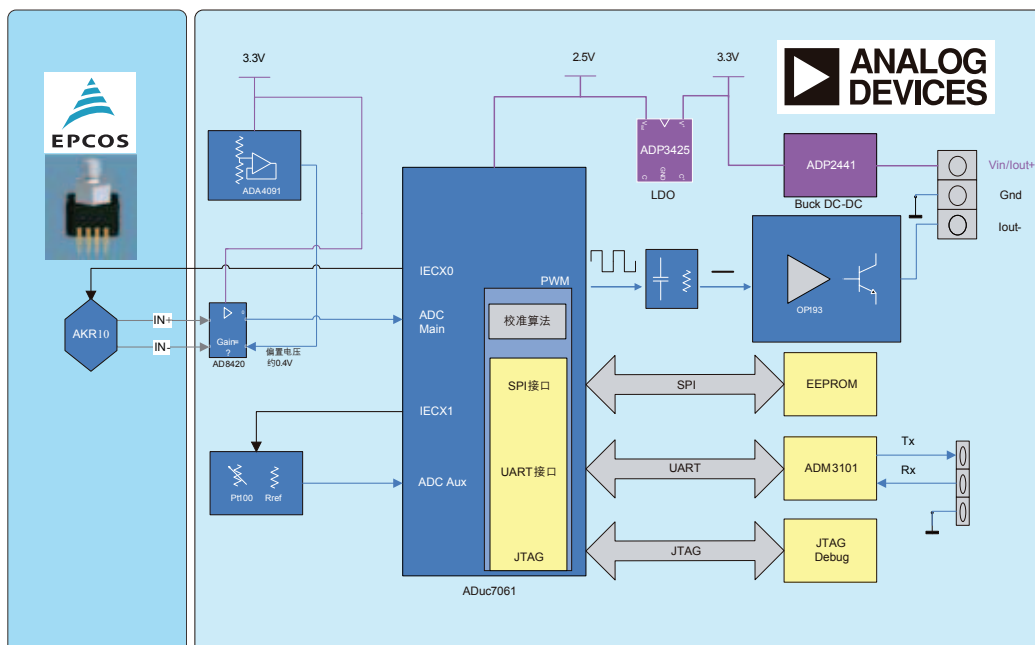 EPCOS
ANALOG
DEVICES
3.3V
2.5V
3.3V
ADA4091
Vout
V+
ADP3425
C-
GND
C+
LDO
ADP2441
Buck DC-DC
Vin/Iout+
Gnd
Iout-
IECX0
PWM
OP193
AKR10
IN+
IN-
Gain=
?
AD8420
偏置电压
约0.4V
ADC
Main
校准算法
SPI接口
SPI
EEPROM
IECX1
UART接口
UART
ADM3101
Tx
Rx
Pt100
Rref
ADC Aux
JTAG
JTAG
JTAG
Debug
ADuc7061